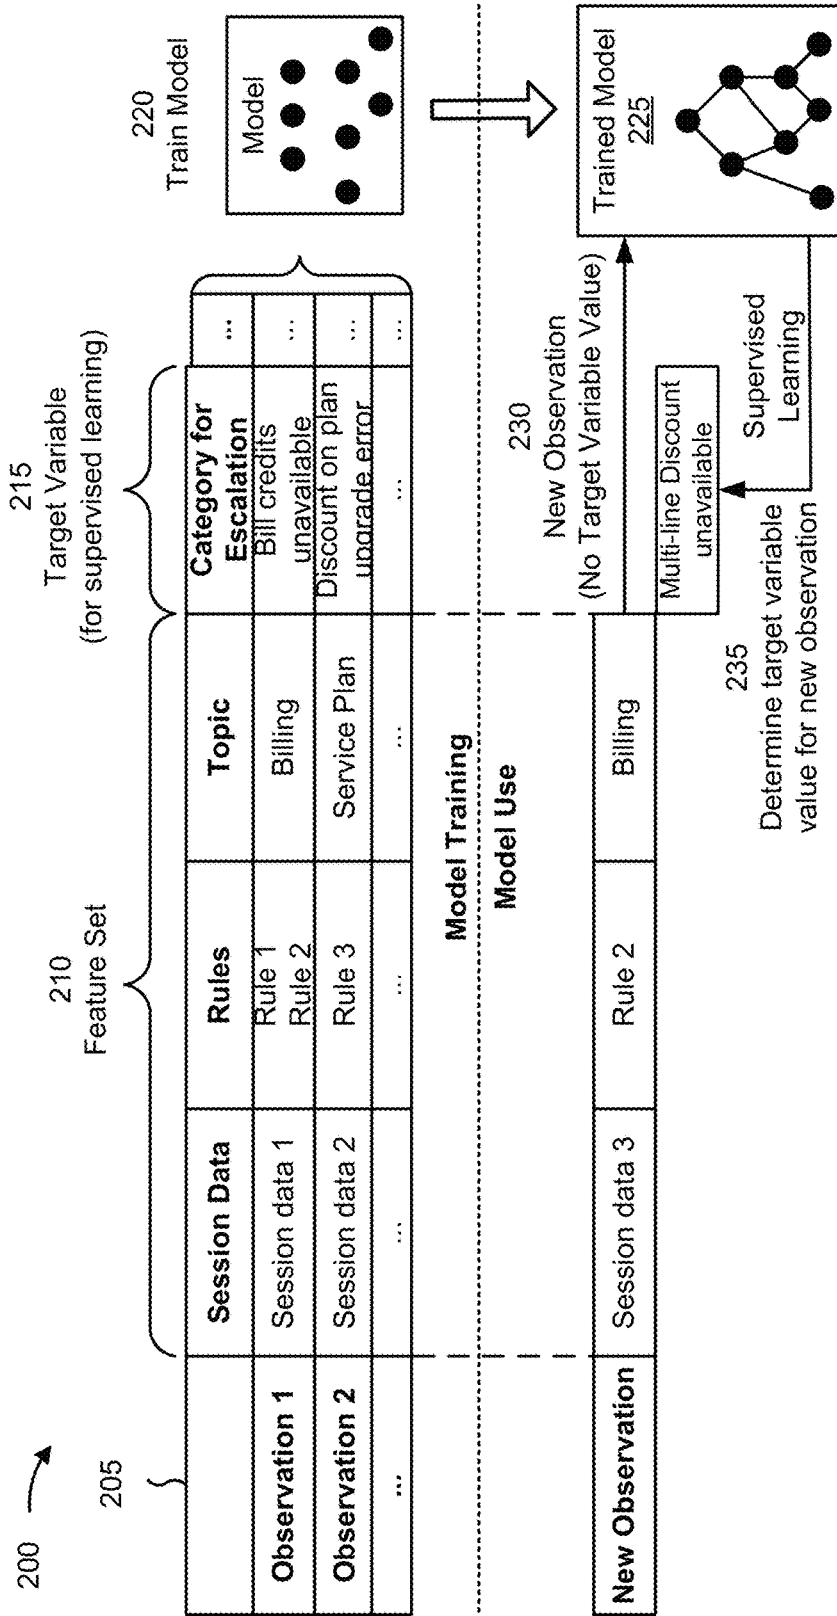 200
205
210
Feature Set
215
Target Variable
(for supervised learning)
220
Train Model
Session Data
Rules
Topic
Category for
Escalation
...
Observation 1
Session data 1
Rule 1
Rule 2
Billing
Bill credits
unavailable
...
Observation 2
Session data 2
Rule 3
Service Plan
Discount on plan
upgrade error
...
...
...
...
...
...
...
Model
Model Training
Model Use
New Observation
Session data 3
Rule 2
Billing
230
New Observation
(No Target Variable Value)
Multi-line Discount
unavailable
235
Determine target variable
value for new observation
Supervised
Learning
Trained Model
225